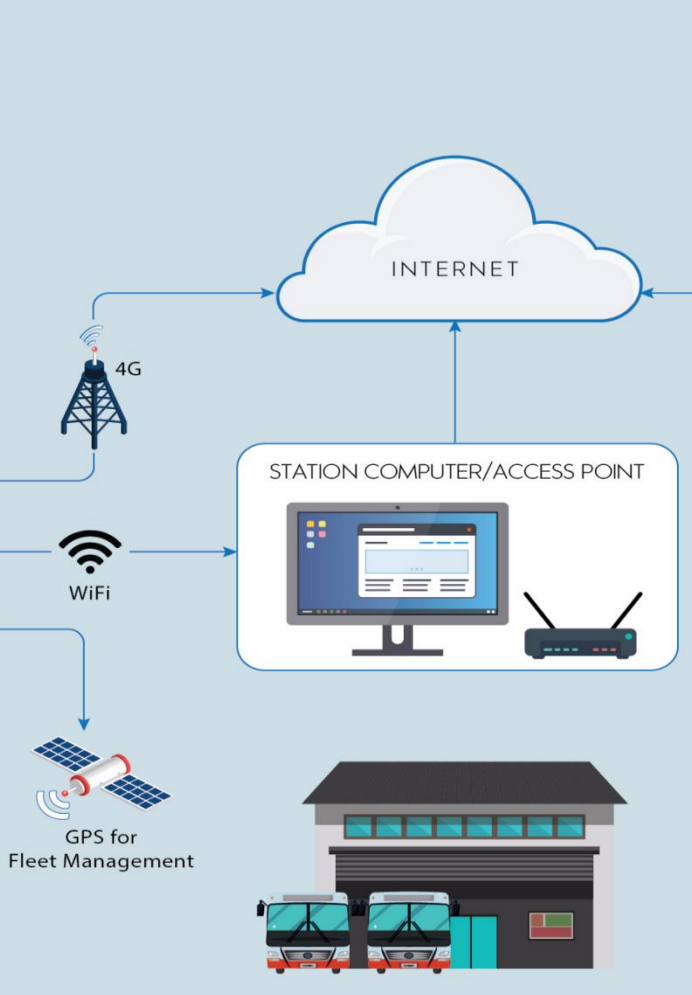 INTERNET
4G
STATION COMPUTER/ACCESS POINT
WiFi
GPS for
Fleet Management